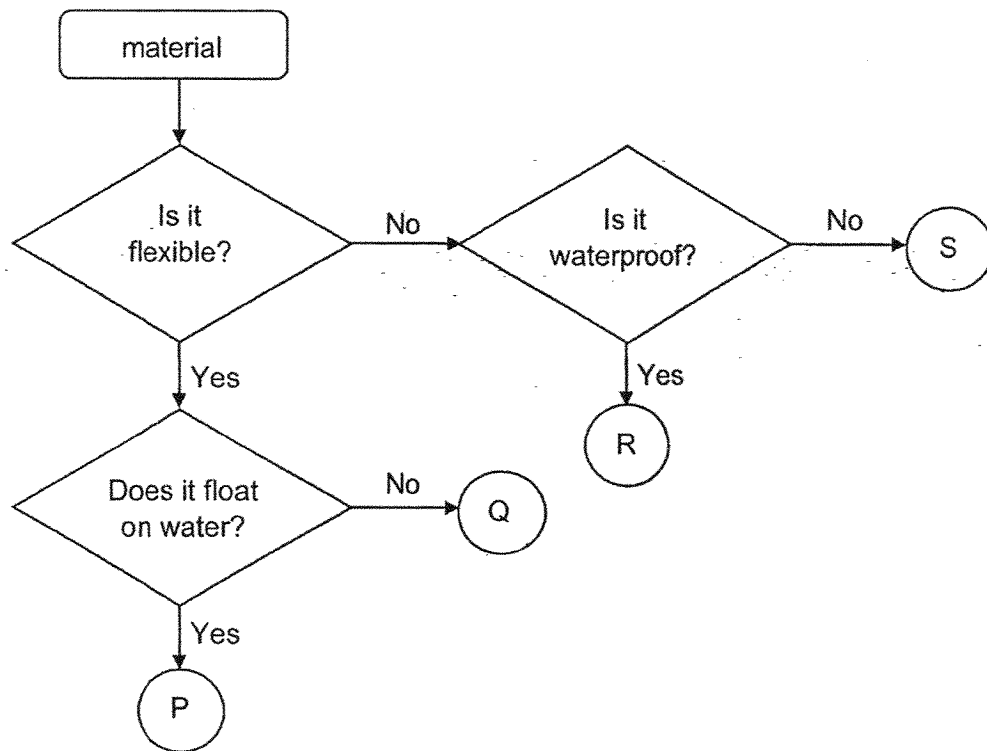 material
Is it
flexible?
No
Is it
waterproof?
No
S
Yes
Yes
R
Does it float
on water?
No
Q
Yes
P